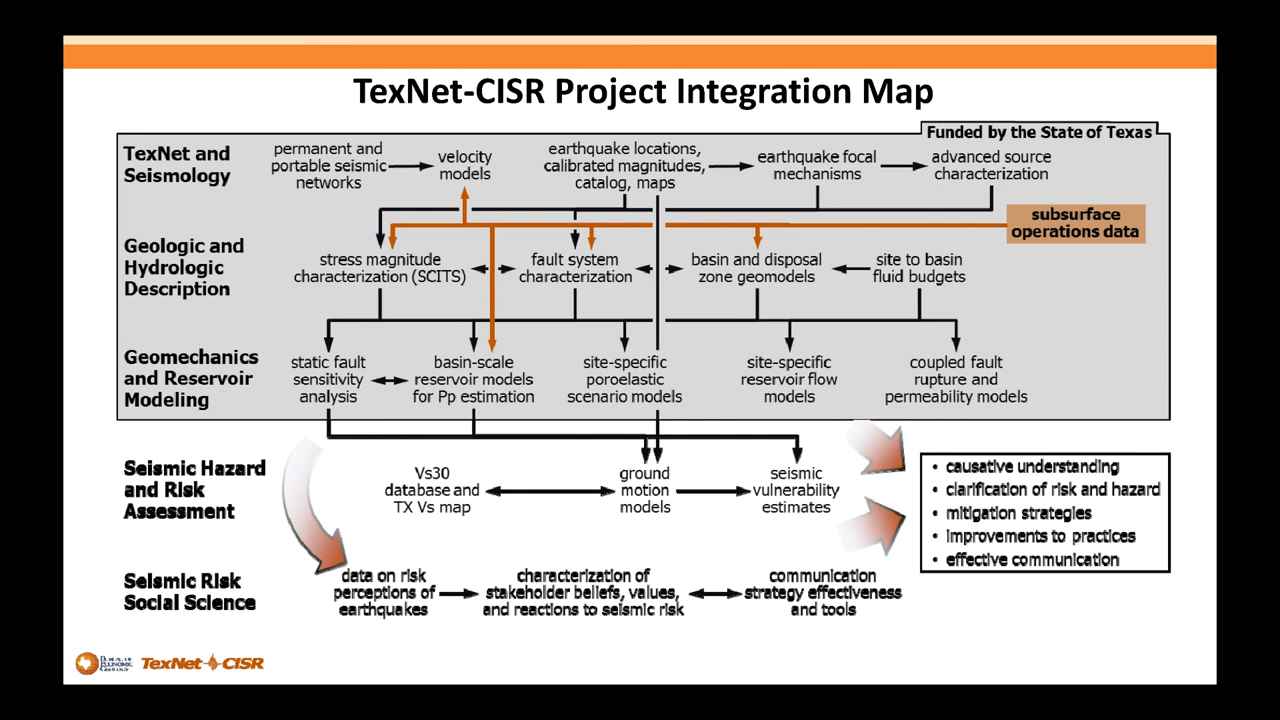 TexNet-CISR Project Integration Map
Funded by the State of Texas
TexNet and
Seismology
permanent and
portable seismic
networks
velocity
models
earthquake locations,
calibrated magnitudes,
catalog, maps
earthquake focal
mechanisms
advanced source
characterization
subsurface
operations data
Geologic and
Hydrologic
Description
stress magnitude
characterization (SCITS)
fault system
characterization
basin and disposal
zone geomodels
site to basin
fluid budgets
Geomechanics
and Reservoir
Modeling
static fault
sensitivity
analysis
basin-scale
reservoir models
for Pp estimation
site-specific
poroelastic
scenario models
site-specific
reservoir flow
models
coupled fault
rupture and
permeability models
Seismic Hazard
and Risk
Assessment
Vs30
database and
TX Vs map
ground
motion
models
seismic
vulnerability
estimates
• causative understanding
• clarification of risk and hazard
• mitigation strategies
• improvements to practices
• effective communication
Seismic Risk
Social Science
data on risk
perceptions of
earthquakes
characterization of
stakeholder beliefs, values,
and reactions to seismic risk
communication
strategy effectiveness
and tools
BUREAU OF
ECONOMIC
GEOLOGY
TexNet CISR